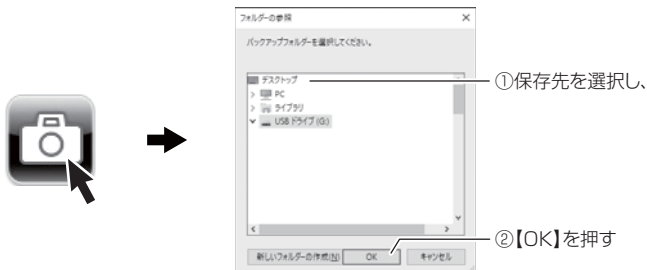 フォルダーの参照
バックアップフォルダーを選択してください。
デスクトップ
PC
ライブラリ
USB ドライブ (G:)
新しいフォルダーの作成(N)
OK
キャンセル
①保存先を選択し、
②【OK】を押す